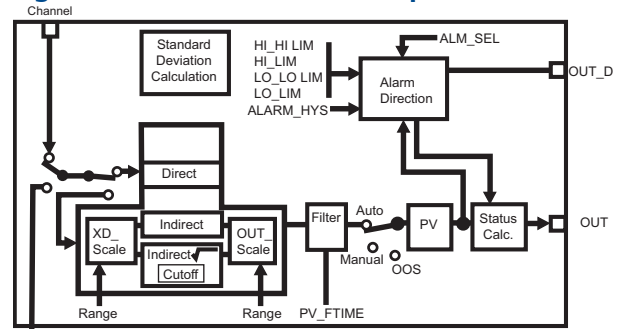 Channel
Standard
Deviation
Calculation
HI_HI LIM
HI_LIM
LO_LO LIM
LO_LIM
ALARM_HYS
ALM_SEL
Alarm
Direction
OUT_D
Direct
Indirect
XD_
Scale
Indirect
Cutoff
OUT_
Scale
Filter
Auto
Manual
OOS
PV
Status
Calc.
OUT
Range
Range
PV_FTIME